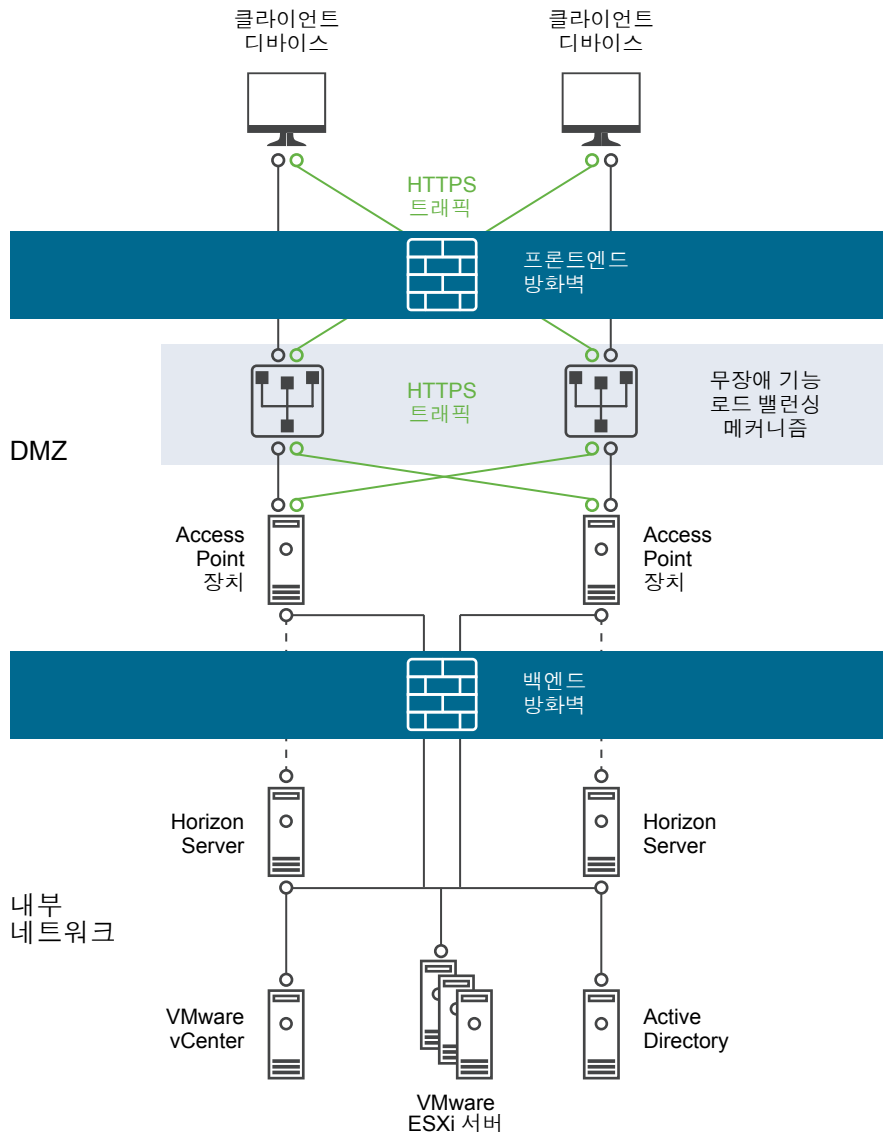 클라이언트
디바이스
클라이언트
디바이스
HTTPS
트래픽
프론트엔드
방화벽
HTTPS
트래픽
무장애 기능
로드 밸런싱
메커니즘
DMZ
Access
Point
장치
Access
Point
장치
백엔드
방화벽
Horizon
Server
Horizon
Server
내부
네트워크
VMware
vCenter
Active
Directory
VMware
ESXi 서버